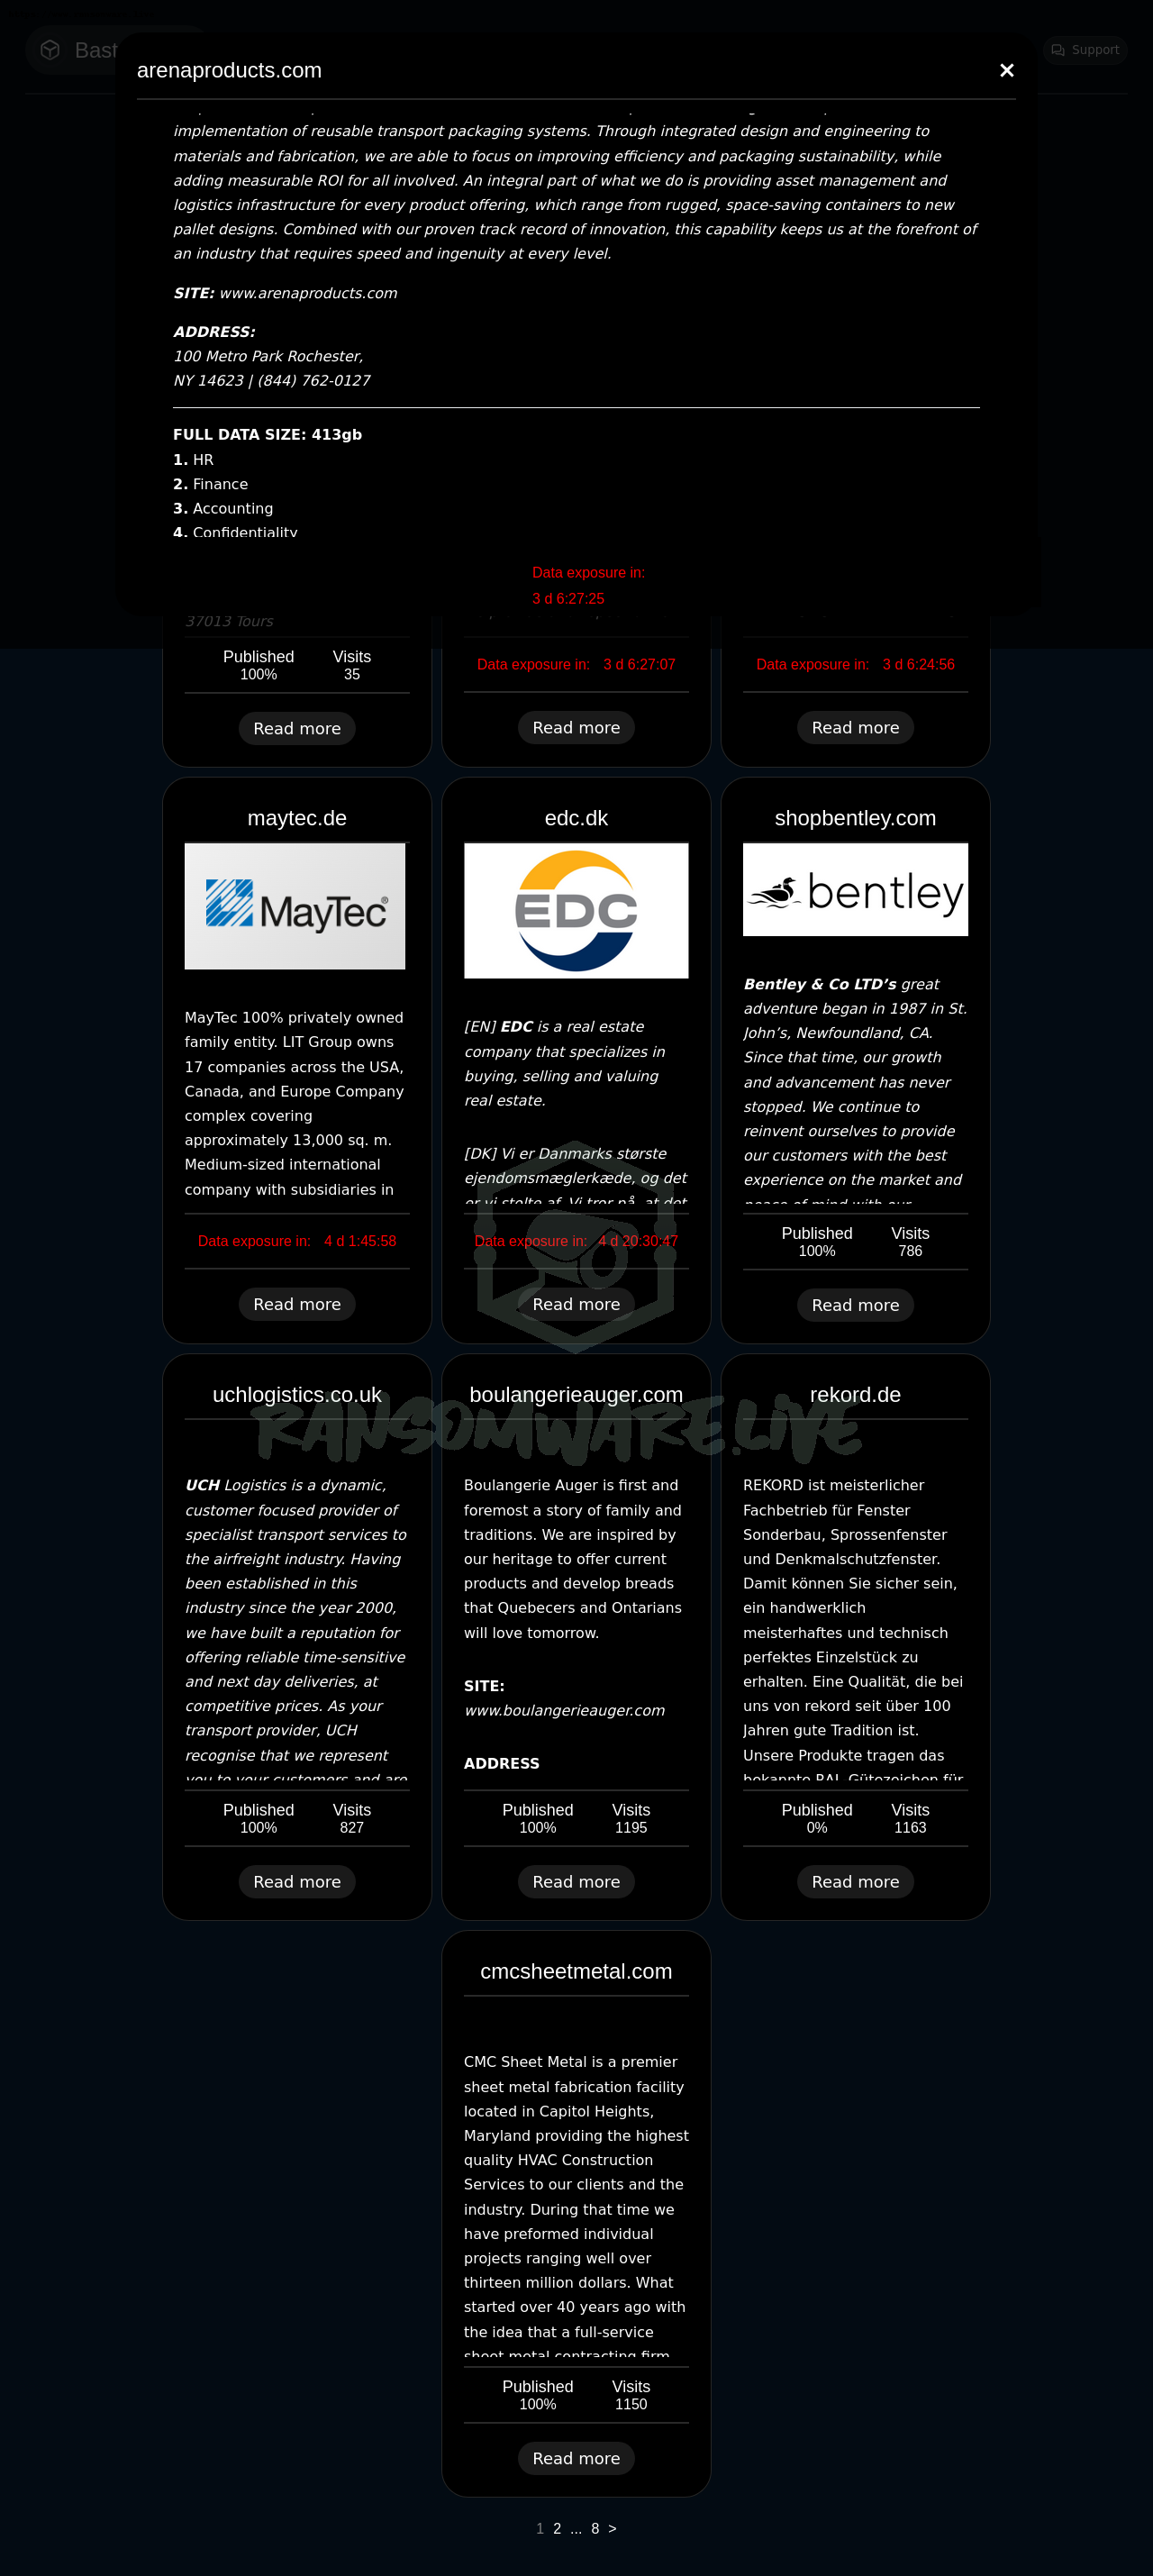 Bast
Support
arenaproducts.com
implementation of reusable transport packaging systems. Through integrated design and engineering to
materials and fabrication, we are able to focus on improving efficiency and packaging sustainability, while
adding measurable ROI for all involved. An integral part of what we do is providing asset management and
logistics infrastructure for every product offering, which range from rugged, space-saving containers to new
pallet designs. Combined with our proven track record of innovation, this capability keeps us at the forefront of
an industry that requires speed and ingenuity at every level.
SITE: www.arenaproducts.com
ADDRESS:
100 Metro Park Rochester,
NY 14623 | (844) 762-0127
FULL DATA SIZE: 413gb
1. HR
2. Finance
3. Accounting
4. Confidentiality
Data exposure in:
3 d 6:27:25
37013 Tours
Published Visits
100% 35
Read more
Data exposure in: 3 d 6:27:07
Read more
Data exposure in: 3 d 6:24:56
Read more
maytec.de
MayTec®
MayTec 100% privately owned
family entity. LIT Group owns
17 companies across the USA,
Canada, and Europe Company
complex covering
approximately 13,000 sq. m.
Medium-sized international
company with subsidiaries in
Data exposure in: 4 d 1:45:58
Read more
edc.dk
EDC
[EN] EDC is a real estate
company that specializes in
buying, selling and valuing
real estate.
[DK] Vi er Danmarks største
ejendomsmæglerkæde, og det
er vi stolte af. Vi tror på, at det
Data exposure in: 4 d 20:30:47
Read more
shopbentley.com
bentley
Bentley & Co LTD’s great
adventure began in 1987 in St.
John’s, Newfoundland, CA.
Since that time, our growth
and advancement has never
stopped. We continue to
reinvent ourselves to provide
our customers with the best
experience on the market and
peace of mind with our
Published Visits
100% 786
Read more
RANSOMWARE.LIVE
uchlogistics.co.uk
UCH Logistics is a dynamic,
customer focused provider of
specialist transport services to
the airfreight industry. Having
been established in this
industry since the year 2000,
we have built a reputation for
offering reliable time-sensitive
and next day deliveries, at
competitive prices. As your
transport provider, UCH
recognise that we represent
you to your customers and are
Published Visits
100% 827
Read more
boulangerieauger.com
Boulangerie Auger is first and
foremost a story of family and
traditions. We are inspired by
our heritage to offer current
products and develop breads
that Quebecers and Ontarians
will love tomorrow.
SITE:
www.boulangerieauger.com
ADDRESS
Published Visits
100% 1195
Read more
rekord.de
REKORD ist meisterlicher
Fachbetrieb für Fenster
Sonderbau, Sprossenfenster
und Denkmalschutzfenster.
Damit können Sie sicher sein,
ein handwerklich
meisterhaftes und technisch
perfektes Einzelstück zu
erhalten. Eine Qualität, die bei
uns von rekord seit über 100
Jahren gute Tradition ist.
Unsere Produkte tragen das
bekannte RAL Gütezeichen für
Published Visits
0% 1163
Read more
cmcsheetmetal.com
CMC Sheet Metal is a premier
sheet metal fabrication facility
located in Capitol Heights,
Maryland providing the highest
quality HVAC Construction
Services to our clients and the
industry. During that time we
have preformed individual
projects ranging well over
thirteen million dollars. What
started over 40 years ago with
the idea that a full-service
sheet metal contracting firm
Published Visits
100% 1150
Read more
1 2 ... 8 >